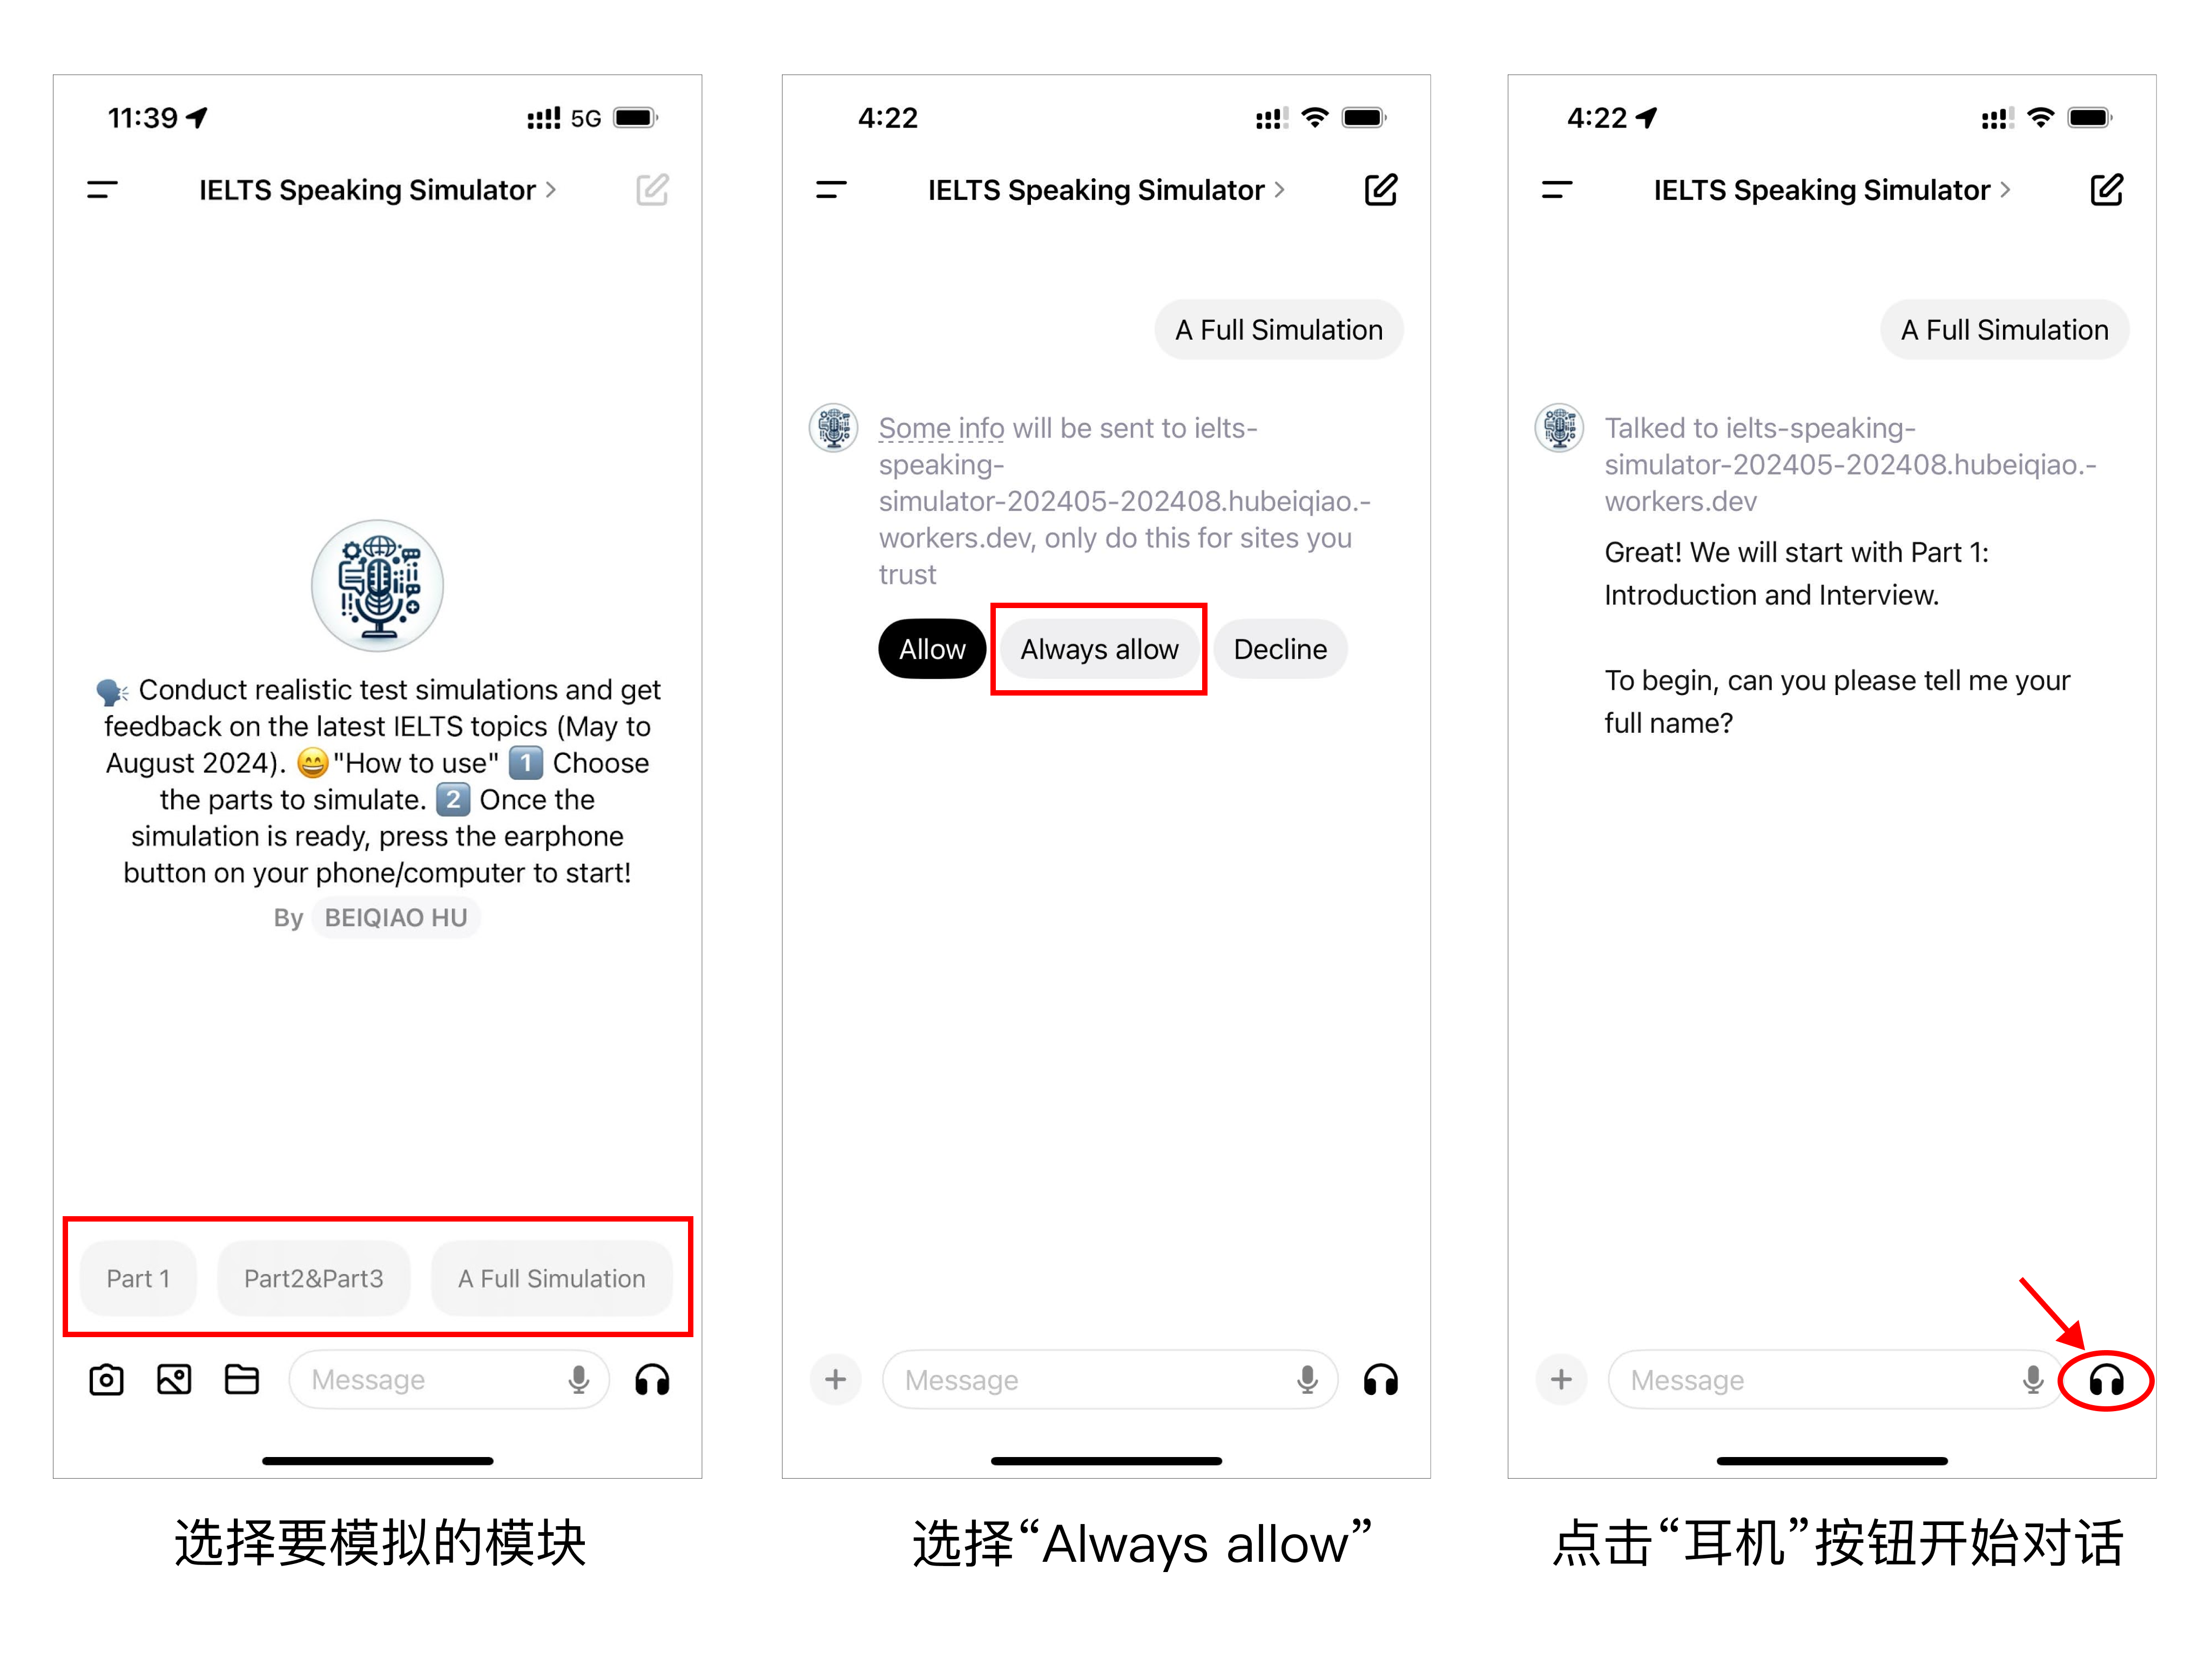 11:39
5G
IELTS Speaking Simulator >
🗣️ Conduct realistic test simulations and get
feedback on the latest IELTS topics (May to
August 2024). 😄"How to use" 1️⃣ Choose
the parts to simulate. 2️⃣ Once the
simulation is ready, press the earphone
button on your phone/computer to start!
By BEIQIAO HU
Part 1
Part2&Part3
A Full Simulation
Message
选择要模拟的模块
4:22
IELTS Speaking Simulator >
A Full Simulation
Some info will be sent to ielts-
speaking-
simulator-202405-202408.hubeiqiao.-
workers.dev, only do this for sites you
trust
Allow
Always allow
Decline
Message
选择“Always allow”
4:22
IELTS Speaking Simulator >
A Full Simulation
Talked to ielts-speaking-
simulator-202405-202408.hubeiqiao.-
workers.dev
Great! We will start with Part 1:
Introduction and Interview.
To begin, can you please tell me your
full name?
Message
点击“耳机”按钮开始对话